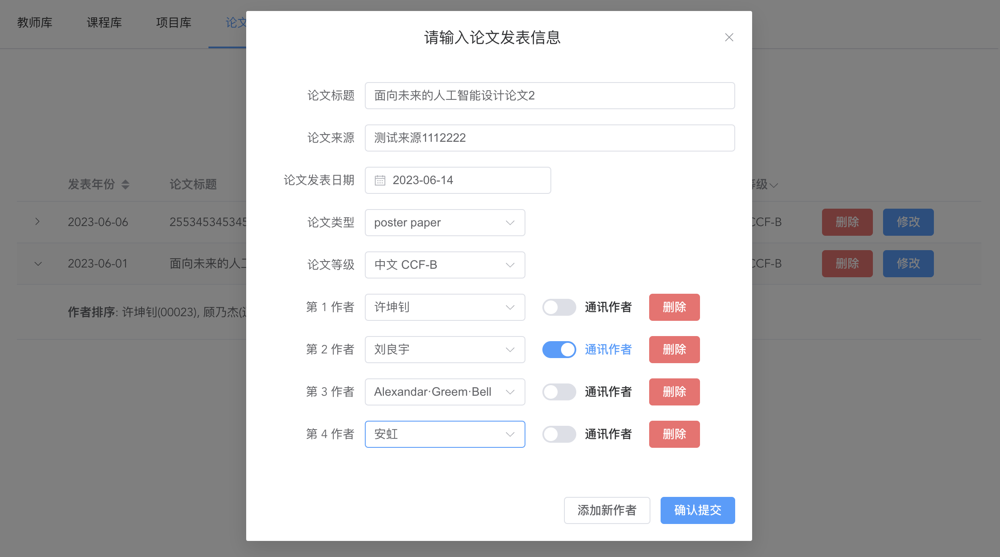 教师库 课程库 项目库 论文
请输入论文发表信息
论文标题 面向未来的人工智能设计论文2
论文来源 测试来源1112222
论文发表日期 2023-06-14
论文类型 poster paper
论文等级 中文 CCF-B
第 1 作者 许坤钊 通讯作者 删除
第 2 作者 刘良宇 通讯作者 删除
第 3 作者 Alexandar·Greem·Bell 通讯作者 删除
第 4 作者 安虹 通讯作者 删除
添加新作者 确认提交
发表年份 论文标题 等级
2023-06-06 255345345345 CCF-B 删除 修改
2023-06-01 面向未来的人工 CCF-B 删除 修改
作者排序: 许坤钊(00023), 顾乃杰(